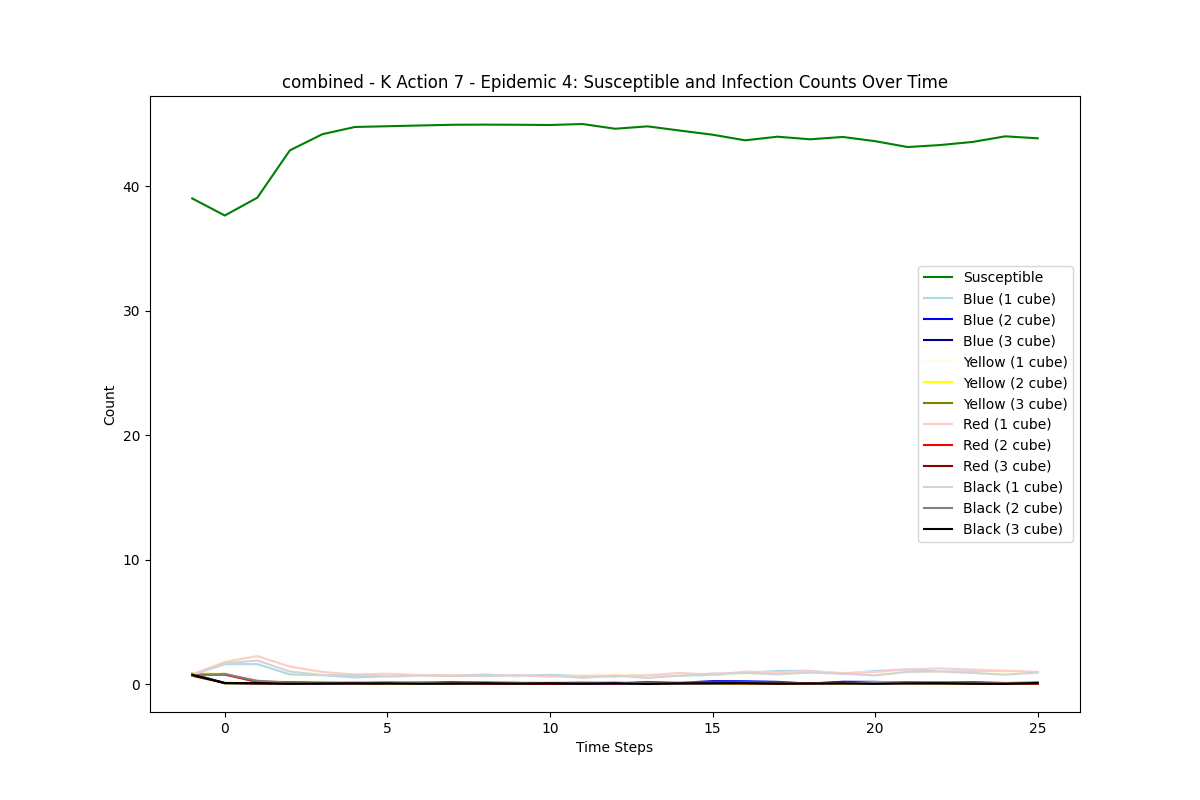 combined - K Action 7 - Epidemic 4: Susceptible and Infection Counts Over Time
Count
40
30
20
10
0
Susceptible
Blue (1 cube)
Blue (2 cube)
Blue (3 cube)
Yellow (1 cube)
Yellow (2 cube)
Yellow (3 cube)
Red (1 cube)
Red (2 cube)
Red (3 cube)
Black (1 cube)
Black (2 cube)
Black (3 cube)
0 5 10 15 20 25
Time Steps